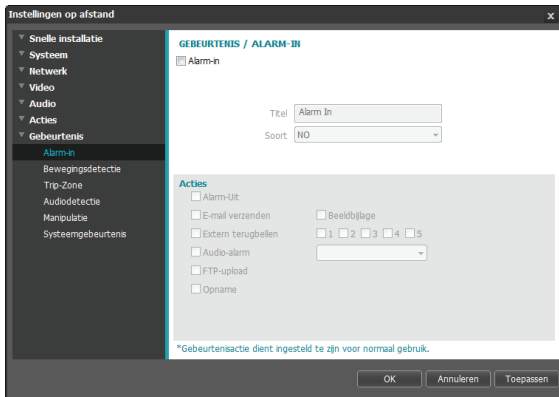 Instellingen op afstand x
Snelle installatie
Systeem
Netwerk
Video
Audio
Acties
Gebeurtenis
Alarm-in
Bewegingsdetectie
Trip-Zone
Audiodetectie
Manipulatie
Systeemgebeurtenis
GEBEURTENIS / ALARM-IN
Alarm-in
Titel Alarm In
Soort NO
Acties
Alarm-Uit
E-mail verzenden Beeldbijlage
Extern terugbellen 1 2 3 4 5
Audio-alarm
FTP-upload
Opname
*Gebeurtenisactie dient ingesteld te zijn voor normaal gebruik.
OK Annuleren Toepassen